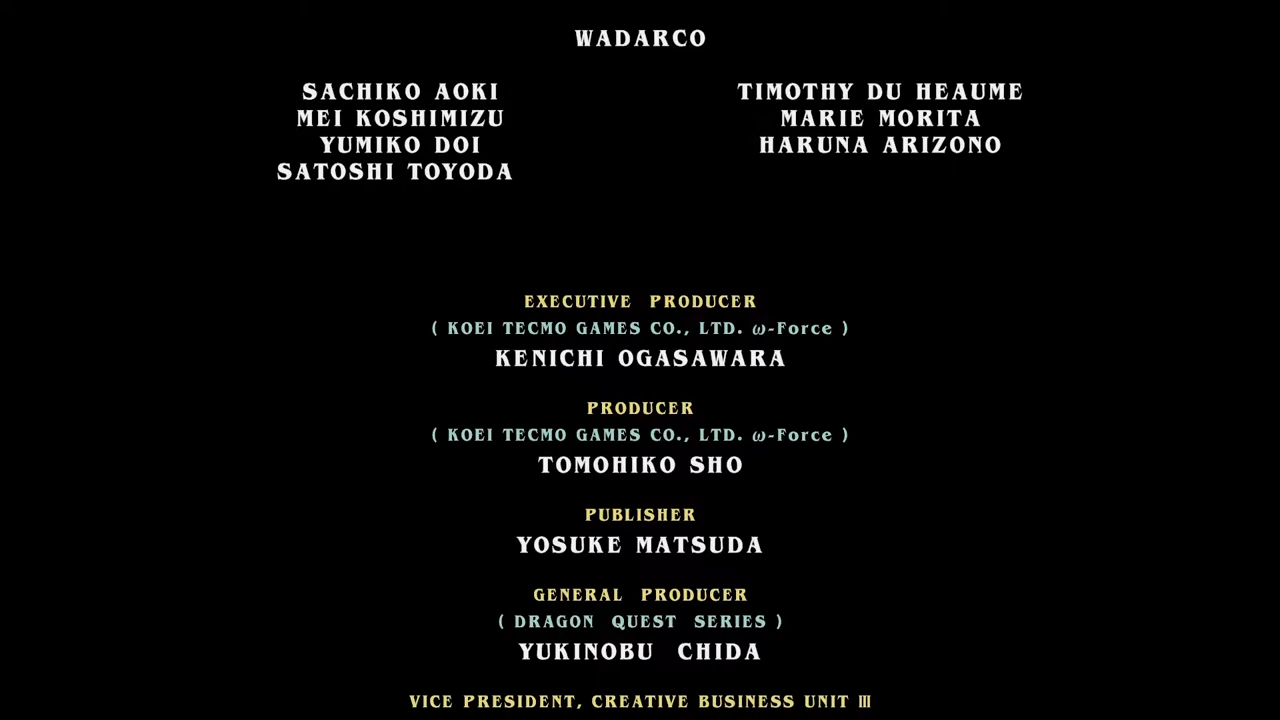 WADARCO
SACHIKO AOKI
MEI KOSHIMIZU
YUMIKO DOI
SATOSHI TOYODA
TIMOTHY DU HEAUME
MARIE MORITA
HARUNA ARIZONO
EXECUTIVE PRODUCER
( KOEI TECMO GAMES CO., LTD. ω-Force )
KENICHI OGASAWARA
PRODUCER
( KOEI TECMO GAMES CO., LTD. ω-Force )
TOMOHIKO SHO
PUBLISHER
YOSUKE MATSUDA
GENERAL PRODUCER
( DRAGON QUEST SERIES )
YUKINOBU CHIDA
VICE PRESIDENT, CREATIVE BUSINESS UNIT Ⅲ